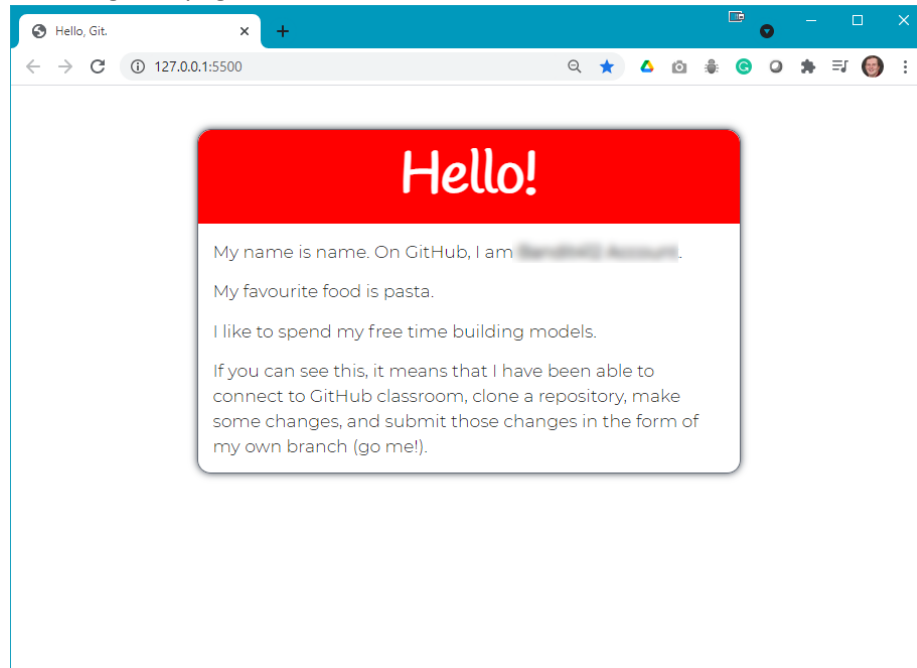 Hello, Git.
127.0.0.1:5500
Hello!
My name is name. On GitHub, I am .
My favourite food is pasta.
I like to spend my free time building models.
If you can see this, it means that I have been able to
connect to GitHub classroom, clone a repository, make
some changes, and submit those changes in the form of
my own branch (go me!).